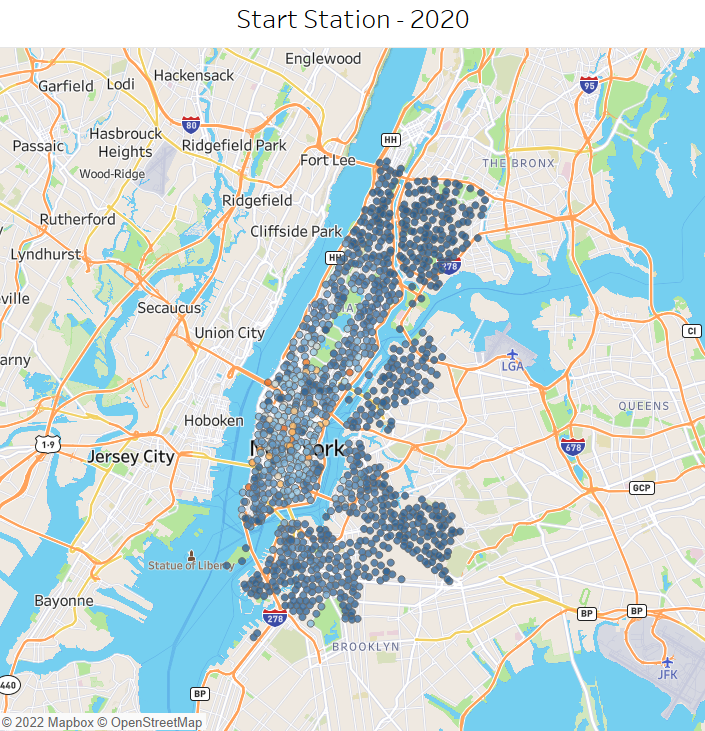 Start Station - 2020
Englewood
Hackensack
Garfield
Lodi
95
80
HH
Hasbrouck
Heights
Passaic
Ridgefield Park
Fort Lee
THE BRONX
Wood-Ridge
Ridgefield
Rutherford
Cliffside Park
Lyndhurst
HH
278
ville
Secaucus
CI
Union City
arny
LGA
QUEENS
Hoboken
1-9
678
Jersey City
GCP
Statue of Liberty
Bayonne
BP
BP
278
BROOKLYN
JFK
440
BP
© 2022 Mapbox © OpenStreetMap